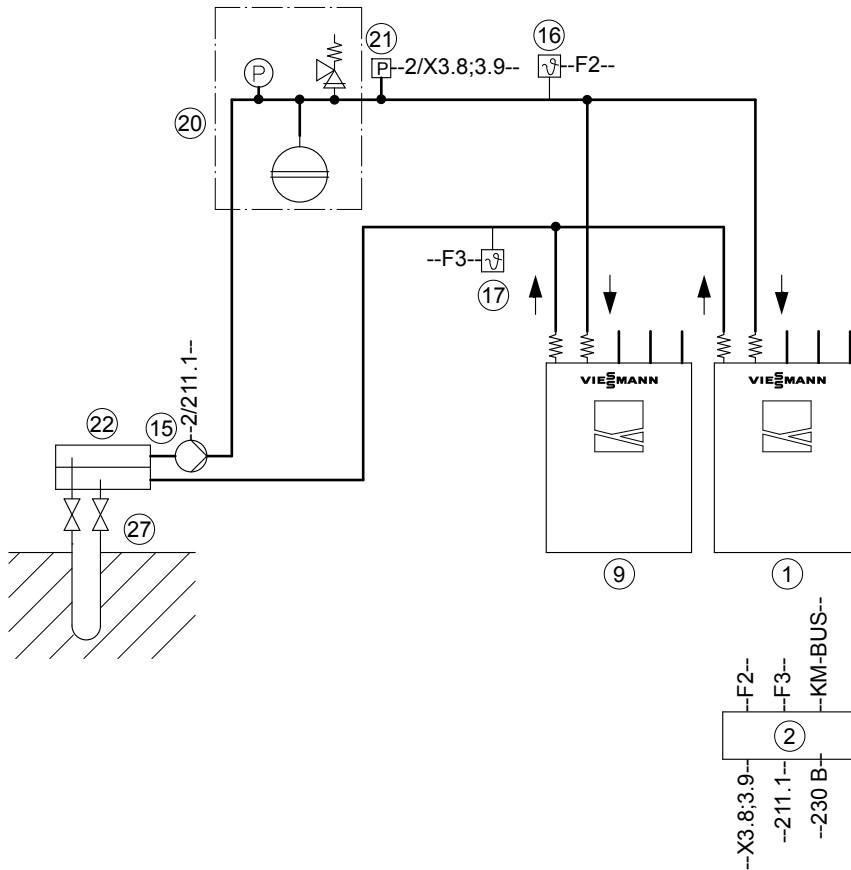 21
16
P
P
--2/X3.8;3.9--
--F2--
20
--F3--
17
--2/211.1--
22
15
VIESMANN
VIESMANN
27
9
1
--F2--
--F3--
--KM-BUS--
2
--X3.8;3.9--
--211.1--
--230 B--